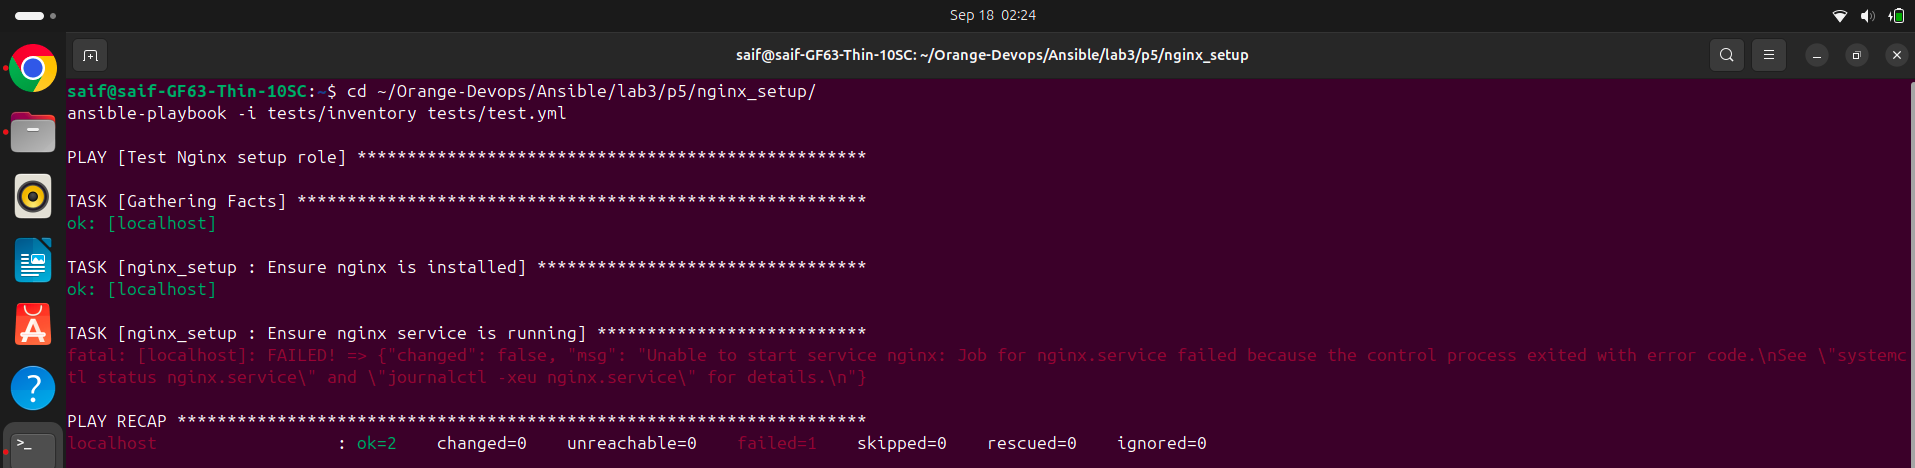 Sep 18 02:24
saif@saif-GF63-Thin-10SC: ~/Orange-Devops/Ansible/lab3/p5/nginx_setup
saif@saif-GF63-Thin-10SC:~$ cd ~/Orange-Devops/Ansible/lab3/p5/nginx_setup/
ansible-playbook -i tests/inventory tests/test.yml
PLAY [Test Nginx setup role] ***************************************************
TASK [Gathering Facts] *********************************************************
ok: [localhost]
TASK [nginx_setup : Ensure nginx is installed] *********************************
ok: [localhost]
TASK [nginx_setup : Ensure nginx service is running] ***************************
fatal: [localhost]: FAILED! => {"changed": false, "msg": "Unable to start service nginx: Job for nginx.service failed because the control process exited with error code.\nSee \"systemc
tl status nginx.service\" and \"journalctl -xeu nginx.service\" for details.\n"}
PLAY RECAP *********************************************************************
localhost                  : ok=2    changed=0    unreachable=0    failed=1    skipped=0    rescued=0    ignored=0